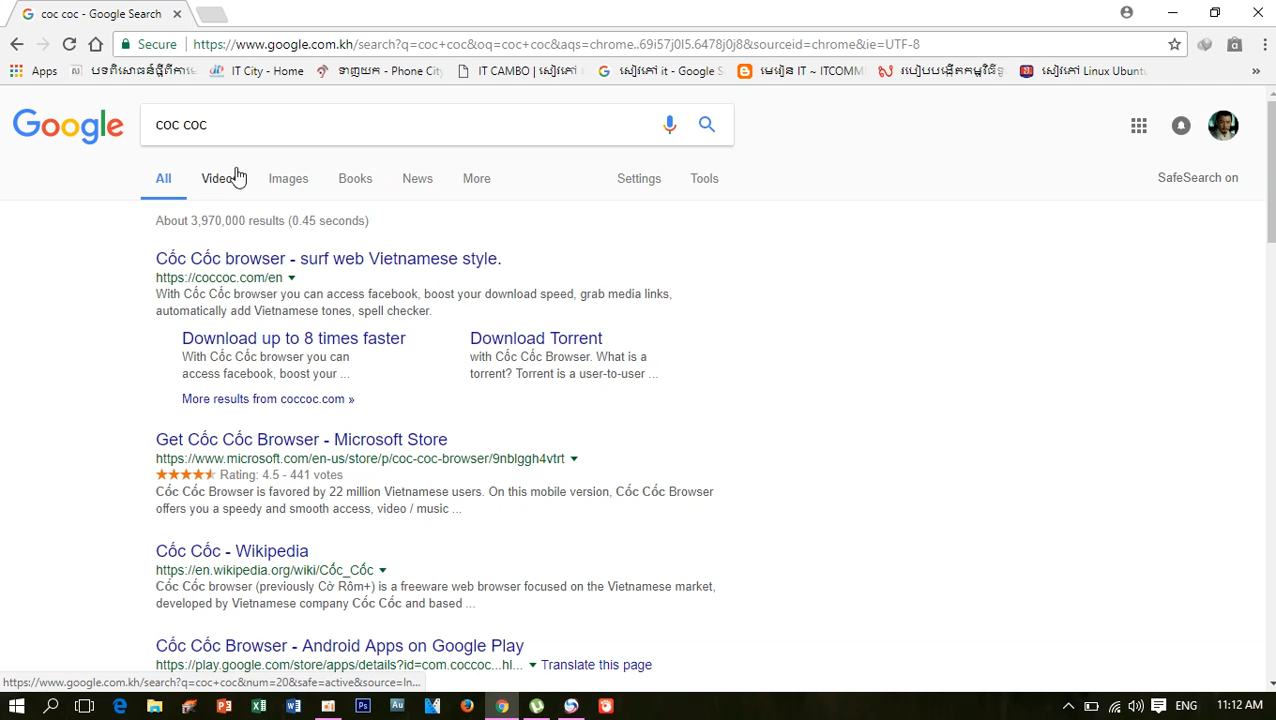 coc coc - Google Search
Secure
https://www.google.com.kh/search?q=coc+coc&oq=coc+coc&aqs=chrome..69i57j0l5.6478j0j8&sourceid=chrome&ie=UTF-8
Apps
បទពិសោធន៍ថ្មីពីការ
IT City - Home
ទាញយក - Phone City
IT CAMBO | សៀវភៅ
សៀវភៅ it - Google S
មេរៀន IT ~ ITCOMM
របៀបបង្កើតកម្មវិធី
សៀវភៅ Linux Ubuntu
»
Google
coc coc
All
Video
Images
Books
News
More
Settings
Tools
SafeSearch on
About 3,970,000 results (0.45 seconds)
Cốc Cốc browser - surf web Vietnamese style.
https://coccoc.com/en
With Cốc Cốc browser you can access facebook, boost your download speed, grab media links,
automatically add Vietnamese tones, spell checker.
Download up to 8 times faster
With Cốc Cốc browser you can
access facebook, boost your ...
Download Torrent
with Cốc Cốc Browser. What is a
torrent? Torrent is a user-to-user ...
More results from coccoc.com »
Get Cốc Cốc Browser - Microsoft Store
https://www.microsoft.com/en-us/store/p/coc-coc-browser/9nblggh4vtrt
Rating: 4.5 - 441 votes
Cốc Cốc Browser is favored by 22 million Vietnamese users. On this mobile version, Cốc Cốc Browser
offers you a speedy and smooth access, video / music ...
Cốc Cốc - Wikipedia
https://en.wikipedia.org/wiki/Cốc_Cốc
Cốc Cốc browser (previously Cờ Rôm+) is a freeware web browser focused on the Vietnamese market,
developed by Vietnamese company Cốc Cốc and based ...
Cốc Cốc Browser - Android Apps on Google Play
https://play.google.com/store/apps/details?id=com.coccoc...hl...
Translate this page
https://www.google.com.kh/search?q=coc+coc&num=20&safe=active&source=ln...
ENG
11:12 AM